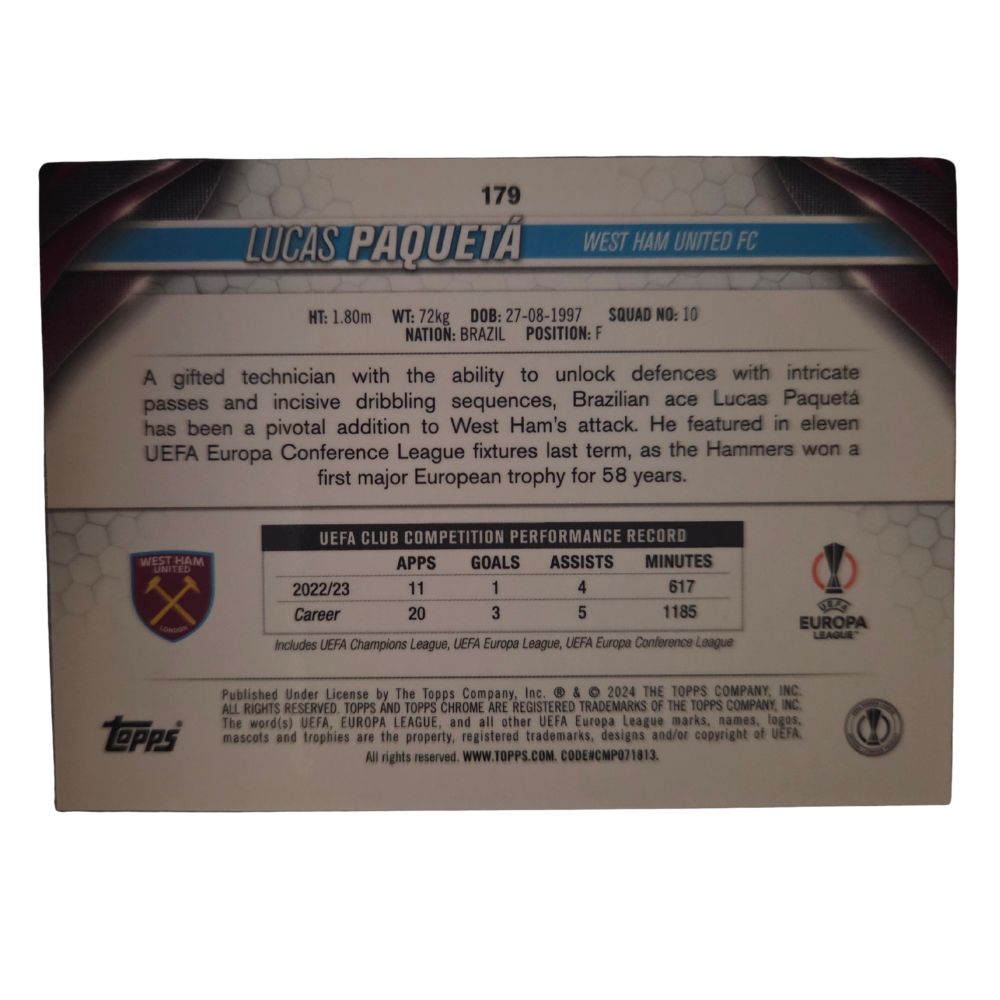 179
LUCAS PAQUETÁ WEST HAM UNITED FC
HT: 1.80m WT: 72kg DOB: 27-08-1997 SQUAD NO: 10
NATION: BRAZIL POSITION: F
A gifted technician with the ability to unlock defences with intricate
passes and incisive dribbling sequences, Brazilian ace Lucas Paquetá
has been a pivotal addition to West Ham's attack. He featured in eleven
UEFA Europa Conference League fixtures last term, as the Hammers won a
first major European trophy for 58 years.
UEFA CLUB COMPETITION PERFORMANCE RECORD
APPS GOALS ASSISTS MINUTES
2022/23 11 1 4 617
Career 20 3 5 1185
Includes UEFA Champions League, UEFA Europa League, UEFA Europa Conference League
WEST HAM
UNITED
LONDON
UEFA
EUROPA
LEAGUE™
Published Under License by The Topps Company, Inc. ® & © 2024 THE TOPPS COMPANY, INC.
ALL RIGHTS RESERVED. TOPPS AND TOPPS CHROME ARE REGISTERED TRADEMARKS OF THE TOPPS COMPANY, INC.
The word(s) UEFA, EUROPA LEAGUE, and all other UEFA Europa League marks, names, logos,
mascots and trophies are the property, registered trademarks, designs and/or copyright of UEFA.
All rights reserved. WWW.TOPPS.COM. CODE#CMP071813.
Topps®